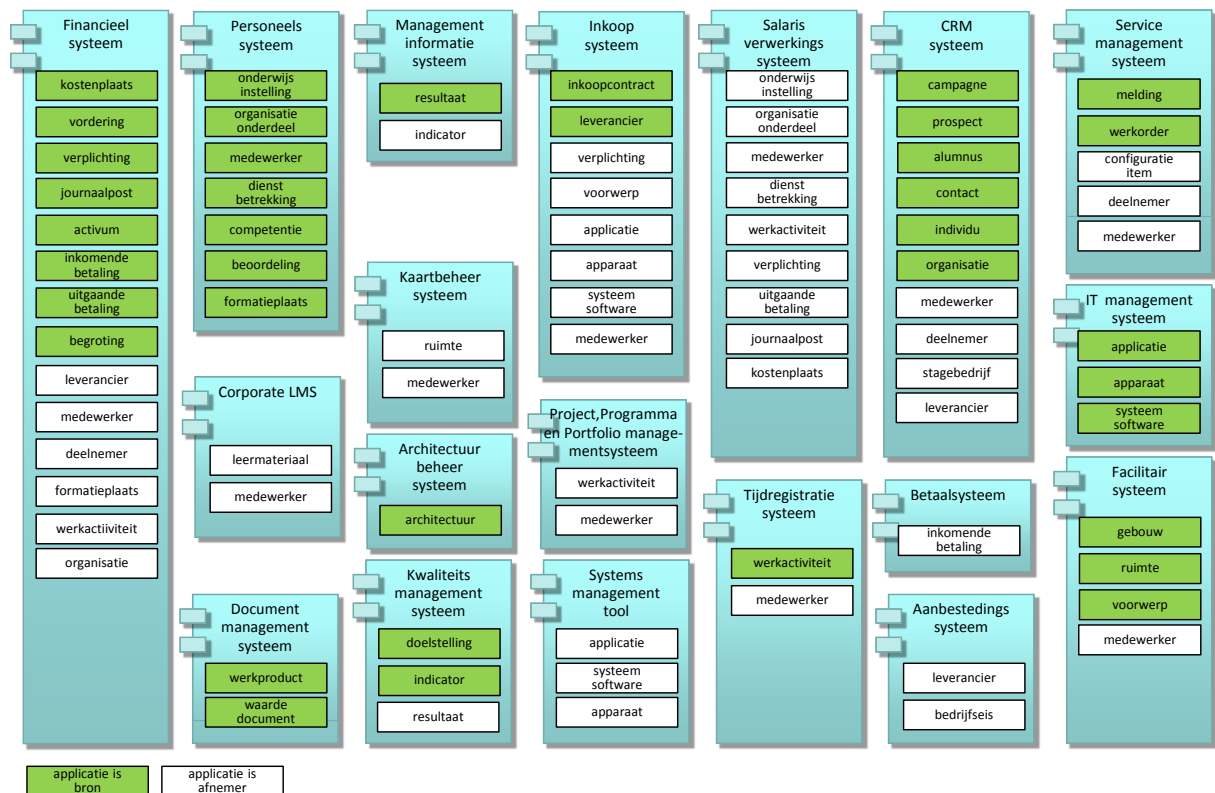 Financieel
systeem
kostenplaats
vordering
verplichting
journaalpost
activum
inkomende
betaling
uitgaande
betaling
begroting
leverancier
medewerker
deelnemer
formatieplaats
werkactiiviteit
organisatie
Personeels
systeem
onderwijs
instelling
organisatie
onderdeel
medewerker
dienst
betrekking
competentie
beoordeling
formatieplaats
Corporate LMS
leermateriaal
medewerker
Document
management
systeem
werkproduct
waarde
document
Management
informatie
systeem
resultaat
indicator
Kaartbeheer
systeem
ruimte
medewerker
Architectuur
beheer
systeem
architectuur
Kwaliteits
management
systeem
doelstelling
indicator
resultaat
Inkoop
systeem
inkoopcontract
leverancier
verplichting
voorwerp
applicatie
apparaat
systeem
software
medewerker
Project,Programma
en Portfolio manage-
mentsysteem
werkactiviteit
medewerker
Systems
management
tool
applicatie
systeem
software
apparaat
Salaris
verwerkings
systeem
onderwijs
instelling
organisatie
onderdeel
medewerker
dienst
betrekking
werkactiviteit
verplichting
uitgaande
betaling
journaalpost
kostenplaats
Tijdregistratie
systeem
werkactiviteit
medewerker
CRM
systeem
campagne
prospect
alumnus
contact
individu
organisatie
medewerker
deelnemer
stagebedrijf
leverancier
Betaalsysteem
inkomende
betaling
Aanbestedings
systeem
leverancier
bedrijfseis
Service
management
systeem
melding
werkorder
configuratie
item
deelnemer
medewerker
IT management
systeem
applicatie
apparaat
systeem
software
Facilitair
systeem
gebouw
ruimte
voorwerp
medewerker
applicatie is
bron
applicatie is
afnemer